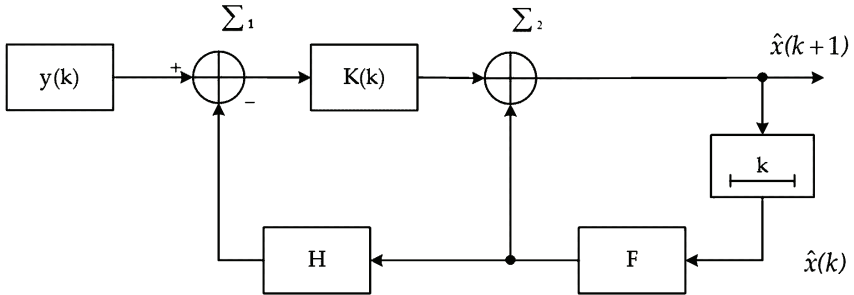 ∑ 1
∑ 2
x̂(k+1)
y(k)
+
−
K(k)
k
H
F
x̂(k)